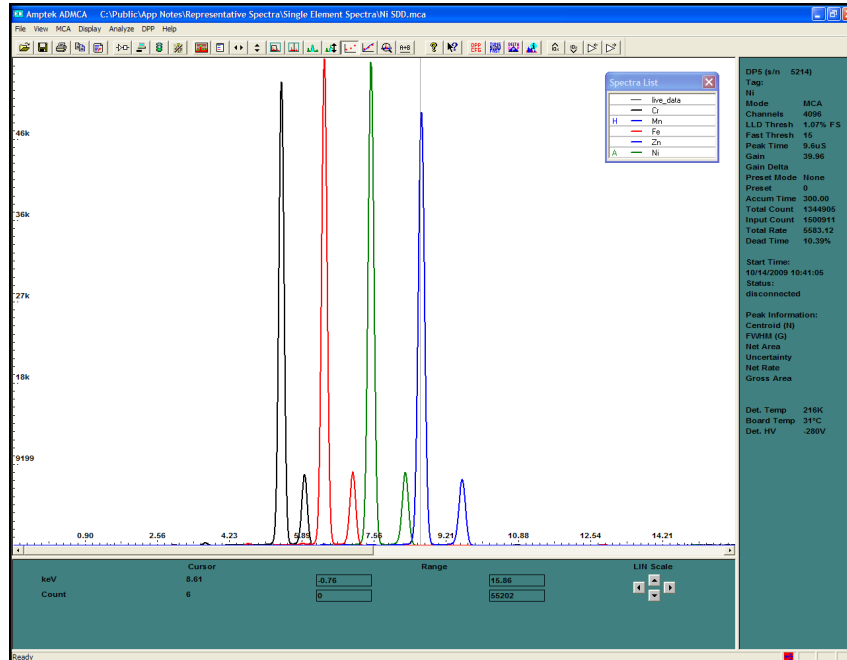 Amptek ADMCA C:\Public\App Notes\Representative Spectra\Single Element Spectra\Ni SDD.mca
File View MCA Display Analyze DPP Help
Spectra List
live_data
Cr
H Mn
Fe
Zn
A Ni
46k
36k
27k
18k
9199
0.90 2.56 4.23 5.89 7.56 9.21 10.88 12.54 14.21
DP5 (s/n 5214)
Tag:
Ni
Mode MCA
Channels 4096
LLD Thresh 1.07% FS
Fast Thresh 15
Peak Time 9.6uS
Gain 39.96
Gain Delta
Preset Mode None
Preset 0
Accum Time 300.00
Total Count 1344905
Input Count 1500911
Total Rate 5583.12
Dead Time 10.39%
Start Time:
10/14/2009 10:41:05
Status:
disconnected
Peak Information:
Centroid (N)
FWHM (G)
Net Area
Uncertainty
Net Rate
Gross Area
Det. Temp 216K
Board Temp 31°C
Det. HV -280V
Cursor Range LIN Scale
keV 8.61 -0.76 15.86
Count 6 0 55202
Ready